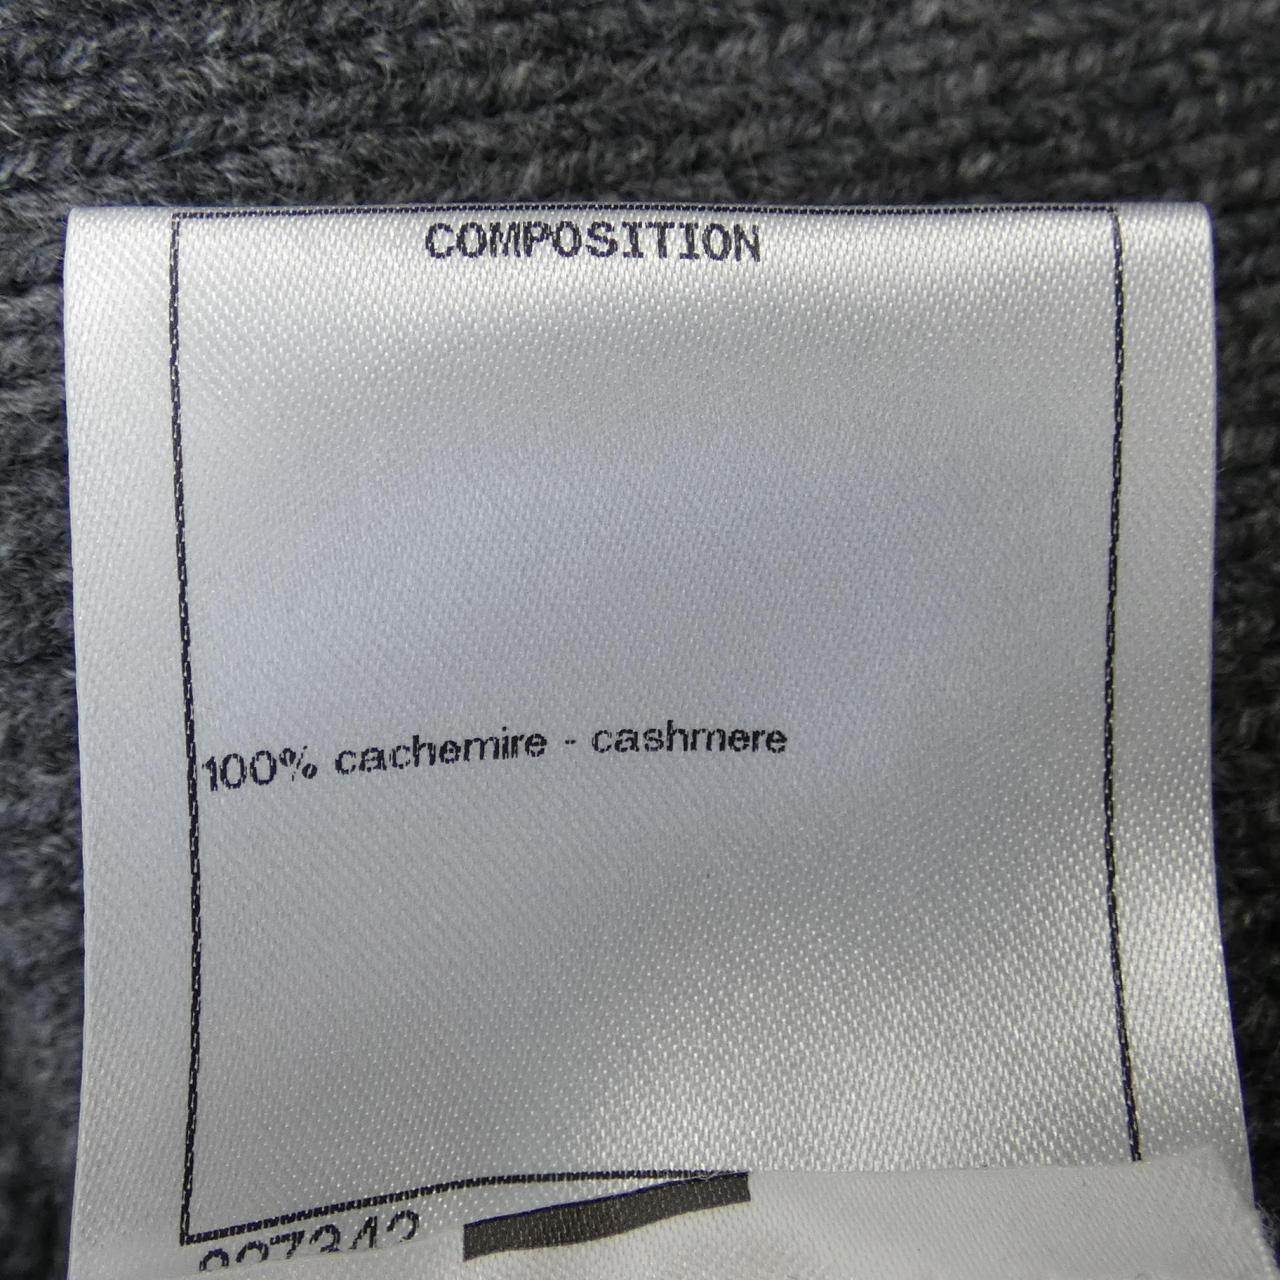 COMPOSITION
100% cachemire - cashmere